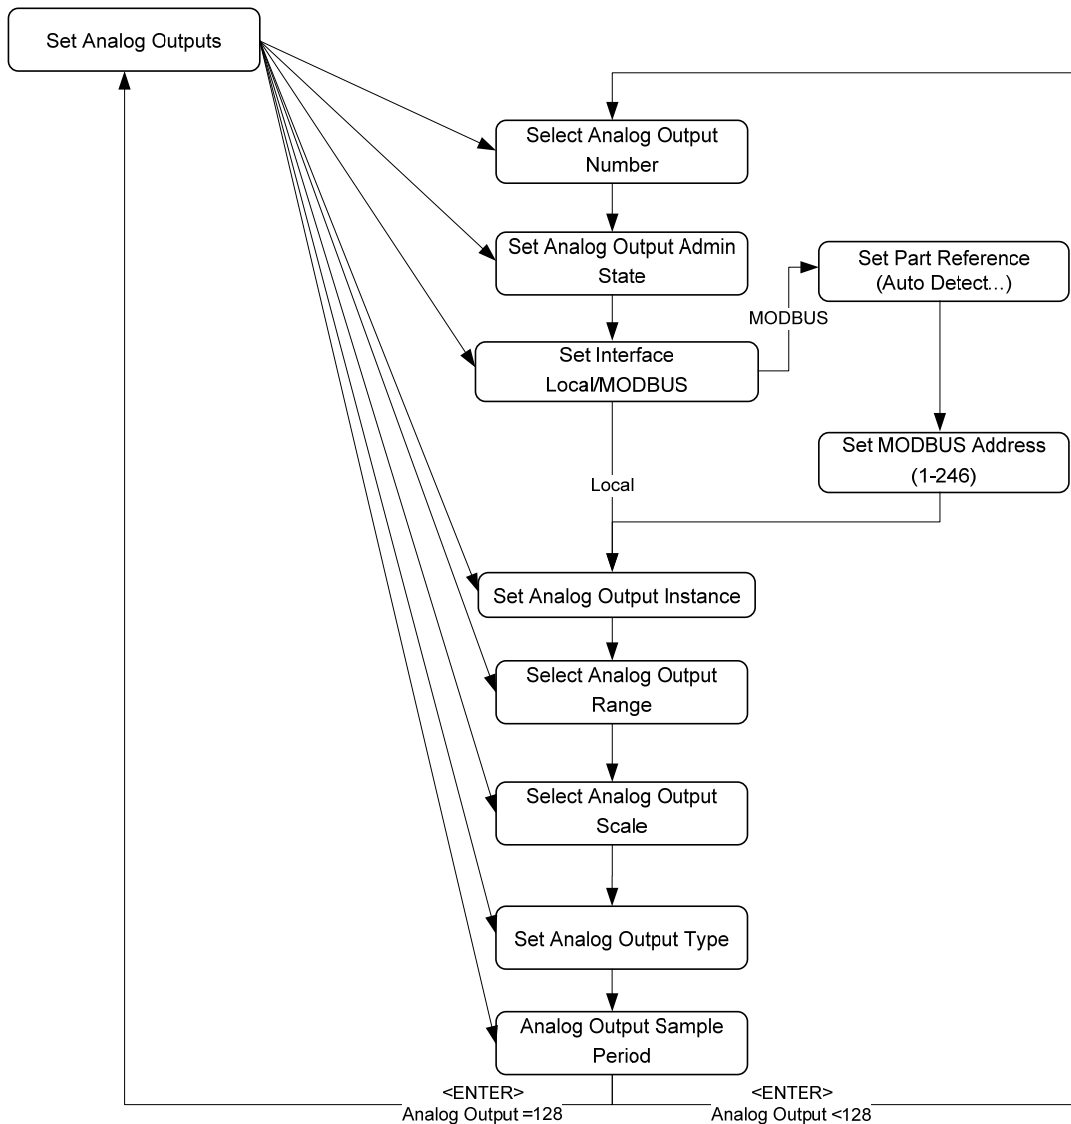 Set Analog Outputs
Select Analog Output
Number
Set Analog Output Admin
State
Set Part Reference
(Auto Detect...)
MODBUS
Set Interface
Local/MODBUS
Set MODBUS Address
(1-246)
Local
Set Analog Output Instance
Select Analog Output
Range
Select Analog Output
Scale
Set Analog Output Type
Analog Output Sample
Period
<ENTER>
Analog Output =128
<ENTER>
Analog Output <128